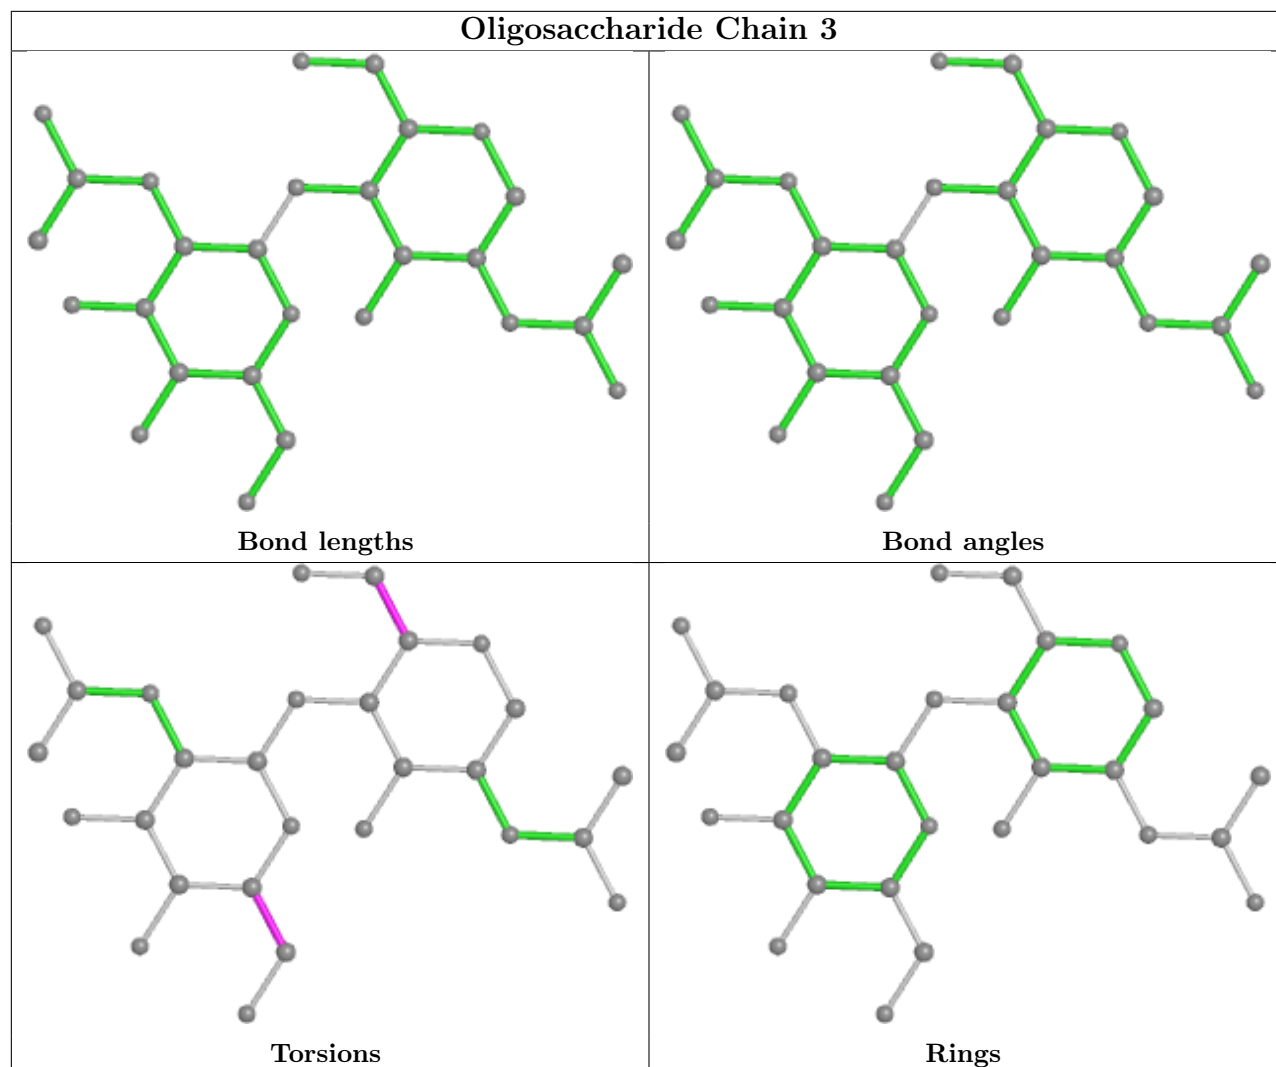 Oligosaccharide Chain 3
Bond lengths
Bond angles
Torsions
Rings